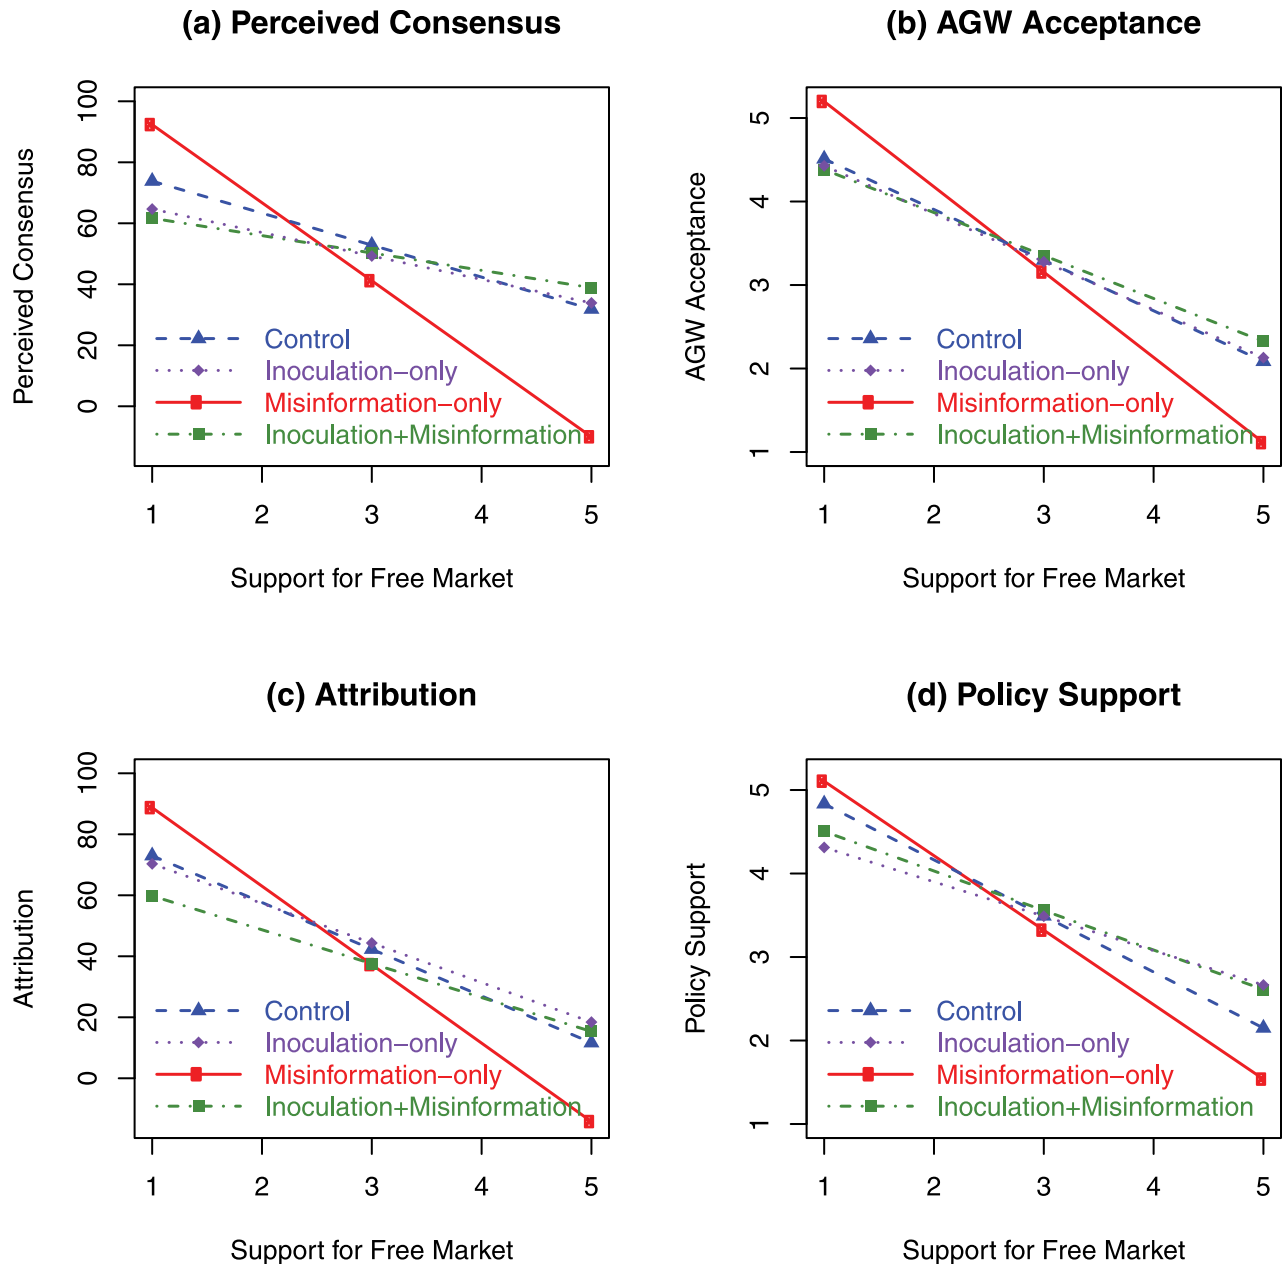 (a) Perceived Consensus
Perceived Consensus
100
80
60
40
20
0
Control
Inoculation−only
Misinformation−only
Inoculation+Misinformation
1 2 3 4 5
Support for Free Market
(b) AGW Acceptance
AGW Acceptance
5
4
3
2
1
Control
Inoculation−only
Misinformation−only
Inoculation+Misinformation
1 2 3 4 5
Support for Free Market
(c) Attribution
Attribution
100
80
60
40
20
0
Control
Inoculation−only
Misinformation−only
Inoculation+Misinformation
1 2 3 4 5
Support for Free Market
(d) Policy Support
Policy Support
5
4
3
2
1
Control
Inoculation−only
Misinformation−only
Inoculation+Misinformation
1 2 3 4 5
Support for Free Market